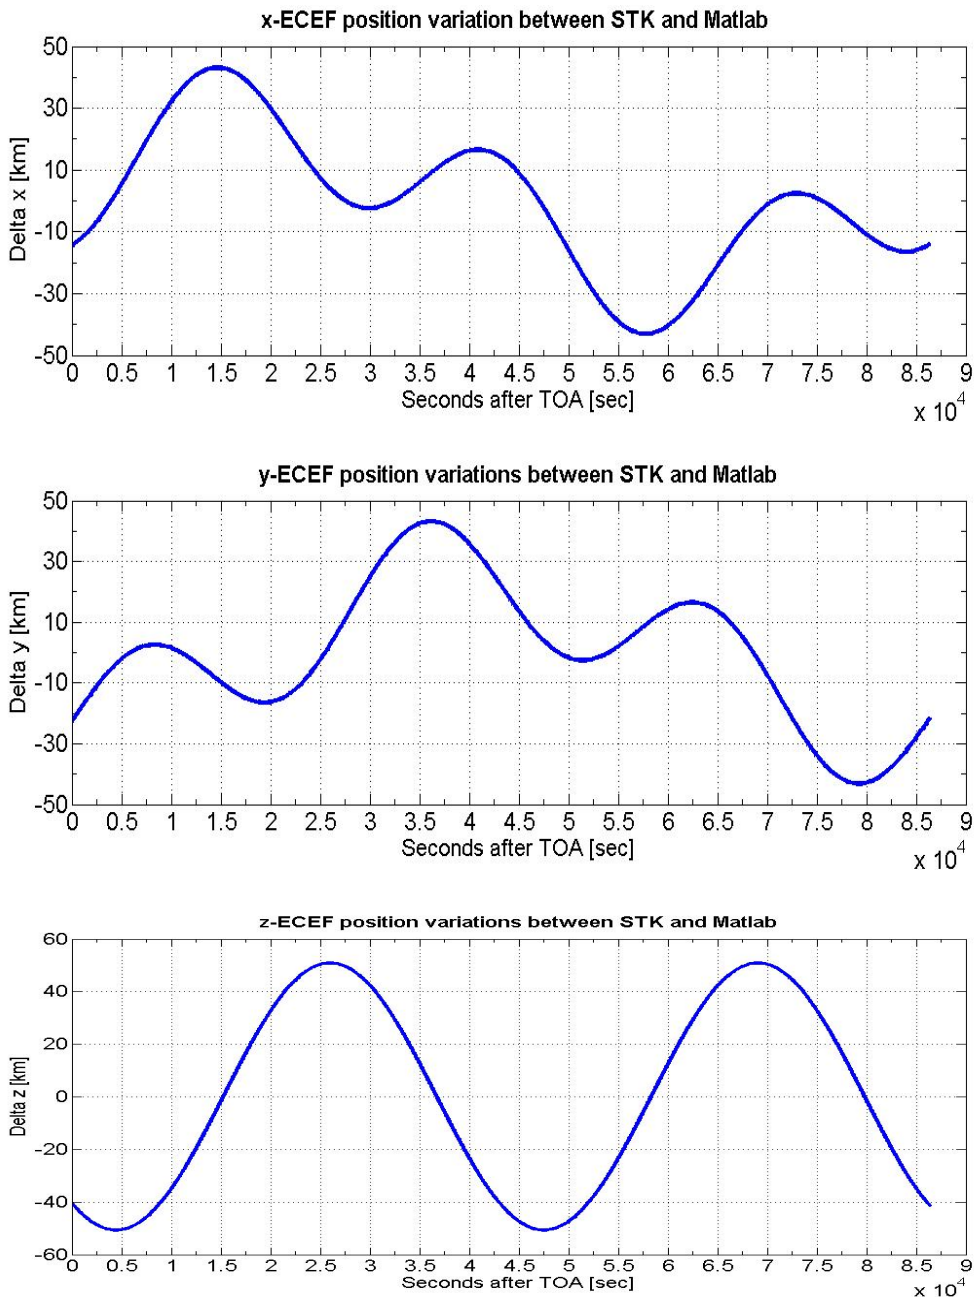 x-ECEF position variation between STK and Matlab
50
30
10
-10
-30
-50
Delta x [km]
0 0.5 1 1.5 2 2.5 3 3.5 4 4.5 5 5.5 6 6.5 7 7.5 8 8.5 9
Seconds after TOA [sec]
x 10^4
y-ECEF position variations between STK and Matlab
50
30
10
-10
-30
-50
Delta y [km]
0 0.5 1 1.5 2 2.5 3 3.5 4 4.5 5 5.5 6 6.5 7 7.5 8 8.5 9
Seconds after TOA [sec]
x 10^4
z-ECEF position variations between STK and Matlab
60
40
20
0
-20
-40
-60
Delta z [km]
0 0.5 1 1.5 2 2.5 3 3.5 4 4.5 5 5.5 6 6.5 7 7.5 8 8.5 9
Seconds after TOA [sec]
x 10^4